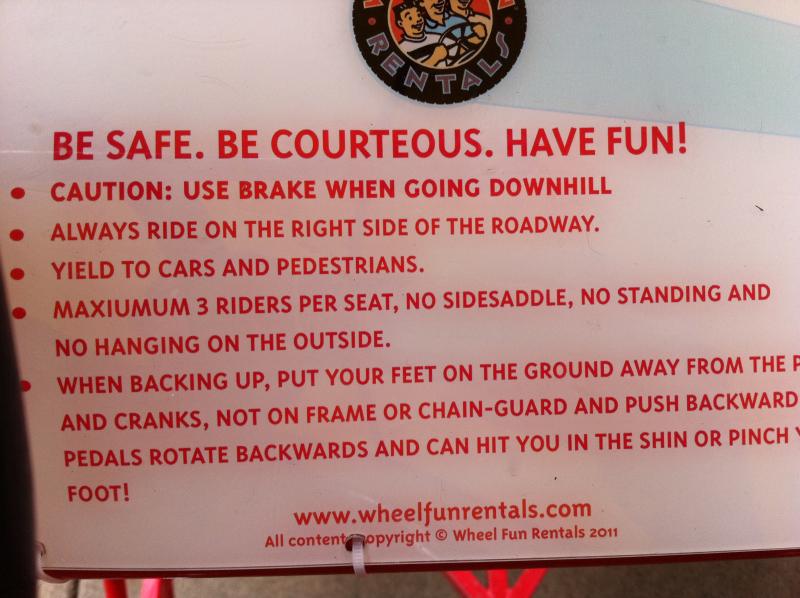 RENTALS
BE SAFE. BE COURTEOUS. HAVE FUN!
• CAUTION: USE BRAKE WHEN GOING DOWNHILL
• ALWAYS RIDE ON THE RIGHT SIDE OF THE ROADWAY.
• YIELD TO CARS AND PEDESTRIANS.
• MAXIUMUM 3 RIDERS PER SEAT, NO SIDESADDLE, NO STANDING AND
NO HANGING ON THE OUTSIDE.
• WHEN BACKING UP, PUT YOUR FEET ON THE GROUND AWAY FROM THE
AND CRANKS, NOT ON FRAME OR CHAIN-GUARD AND PUSH BACKWARD
PEDALS ROTATE BACKWARDS AND CAN HIT YOU IN THE SHIN OR PINCH
FOOT!
www.wheelfunrentals.com
All content opyright © Wheel Fun Rentals 2011